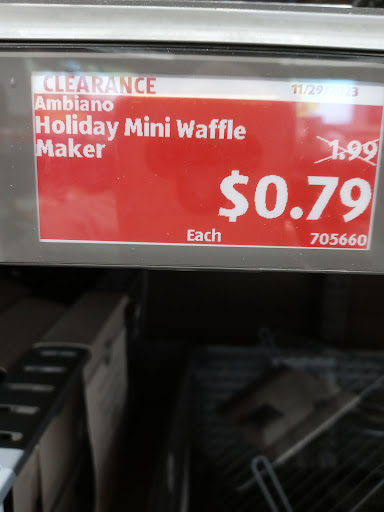 CLEARANCE 11/29/2023
Ambiano
Holiday Mini Waffle
Maker 1.99
$0.79
Each 705660